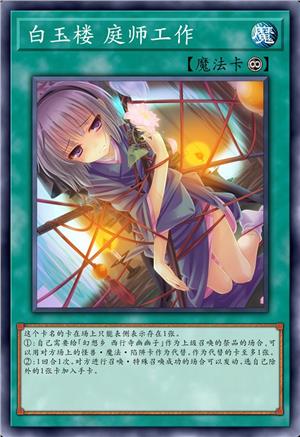 白玉楼 庭师工作
魔
【魔法卡】
这个卡名的卡在场上只能表侧表示存在1张。
①:自己需要给「幻想乡 西行寺幽幽子」作为上级召唤的祭品的场合,可
以用对方场上的怪兽·魔法·陷阱卡作为代替,作为代替的卡至多1张。
②:1回合1次,对方进行召唤·特殊召唤成功的场合可以发动,选自己除
外的1张卡加入手卡。